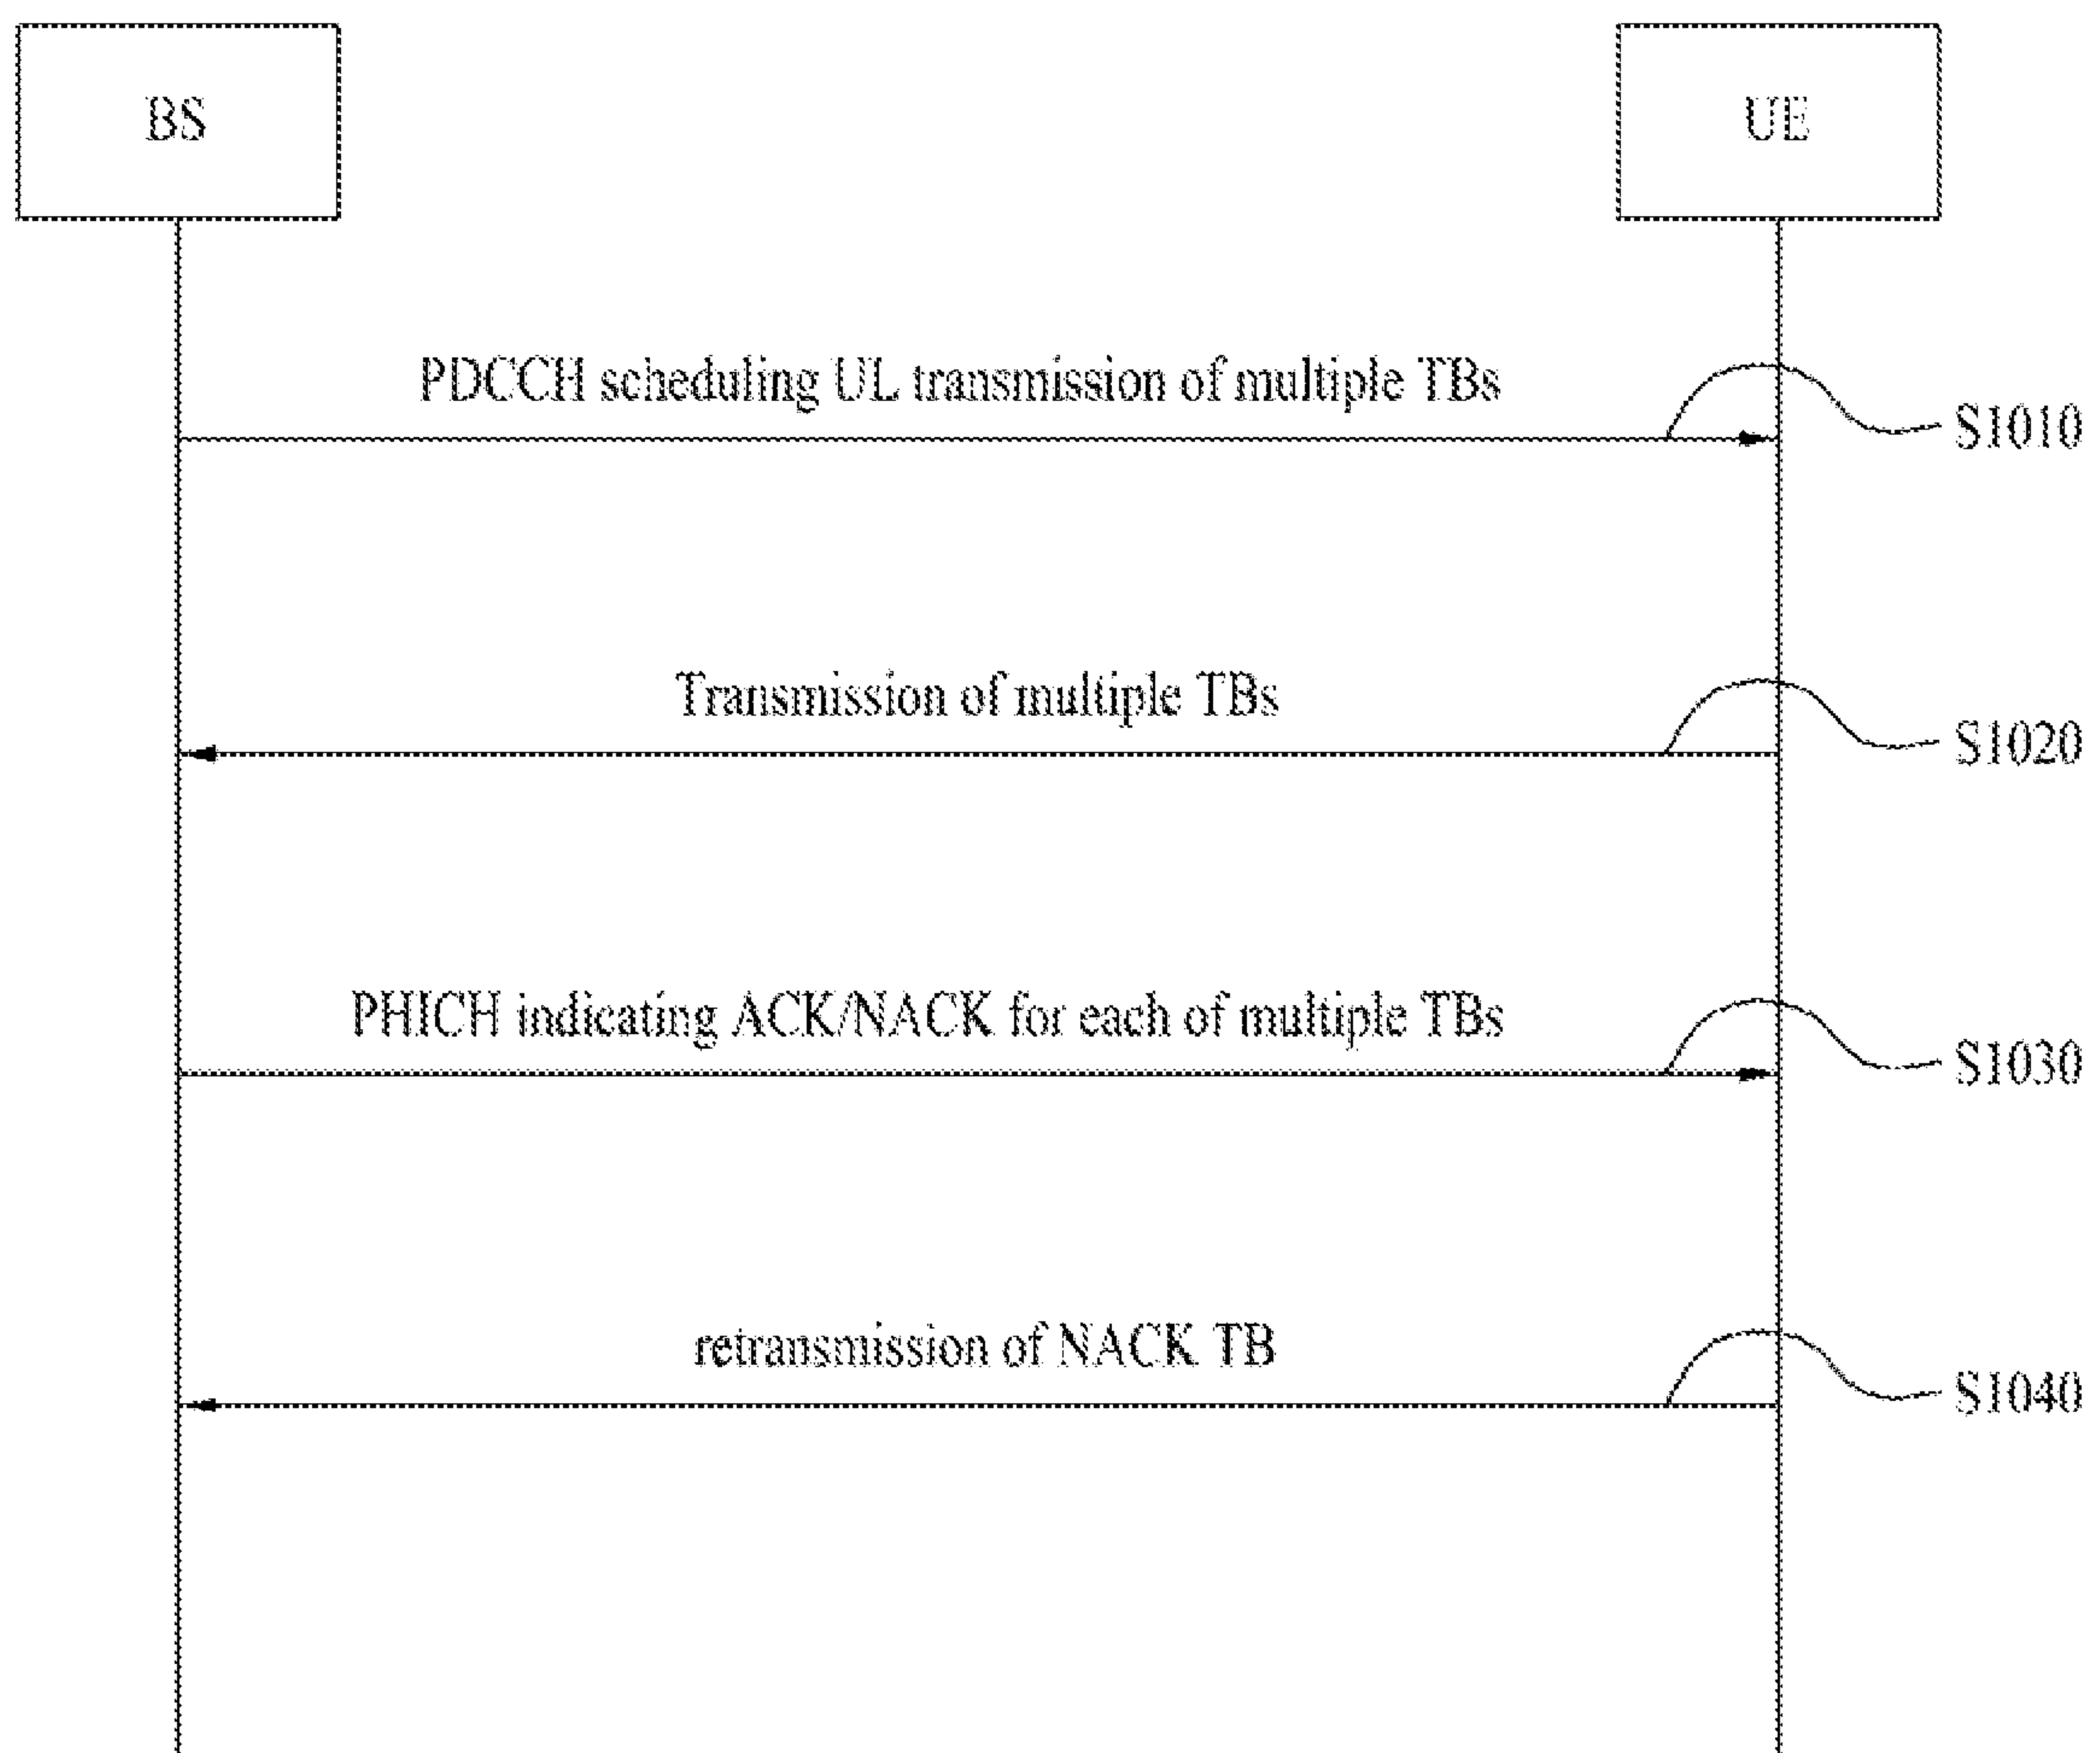 BS
UE
PDCCH scheduling UL transmission of multiple TBs
S1010
Transmission of multiple TBs
S1020
PHICH indicating ACK/NACK for each of multiple TBs
S1030
retransmission of NACK TB
S1040